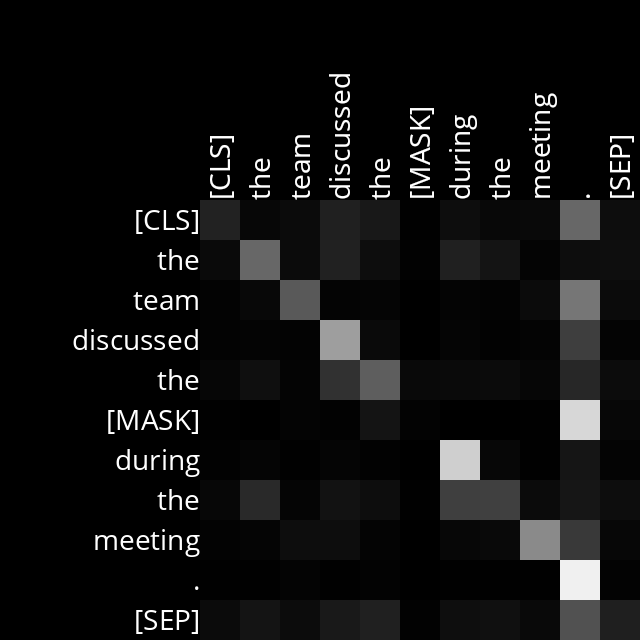 [CLS] the team discussed the [MASK] during the meeting . [SEP]
[CLS]
the
team
discussed
the
[MASK]
during
the
meeting
.
[SEP]